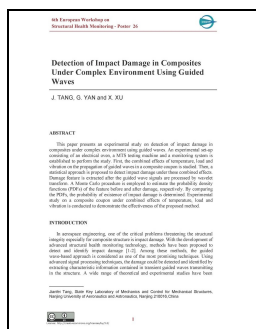 6th European Workshop on
Structural Health Monitoring - Poster 26
Detection of Impact Damage in Composites
Under Complex Environment Using Guided
Waves
J. TANG, G. YAN and X. XU
ABSTRACT
This paper presents an experimental study on detection of impact damage in
composites under complex environment using guided waves. An experimental set-up
consisting of an electrical oven, a MTS testing machine and a monitoring system is
established to perform the study. First, the combined effects of temperature, load and
vibration on the propagation of guided waves in a composite coupon is studied. Then, a
statistical approach is proposed to detect impact damage under these combined effects.
Damage feature is extracted after the guided wave signals are processed by wavelet
transform. A Monte Carlo procedure is employed to estimate the probability density
functions (PDFs) of the feature before and after damage, respectively. By comparing
the PDFs, the probability of existence of impact damage is determined. Experimental
study on a composite coupon under combined effects of temperature, load and
vibration is conducted to demonstrate the effectiveness of the proposed method.
INTRODUCTION
In aerospace engineering, one of the critical problems threatening the structural
integrity especially for composite structure is impact damage. With the development of
advanced structural health monitoring technology, methods have been proposed to
detect and identify impact damage [1-2]. Among these methods, the guided
wave-based approach is considered as one of the most promising techniques. Using
advanced signal processing techniques, the damage could be detected and identified by
extracting characteristic information contained in transient guided waves transmitting
in the structure. A wide range of theoretical and experimental studies have been
Jianlin Tang, State Key Laboratory of Mechanics and Control for Mechanical Structures,
Nanjing University of Aeronautics and Astronautics, Nanjing 210016, China
1